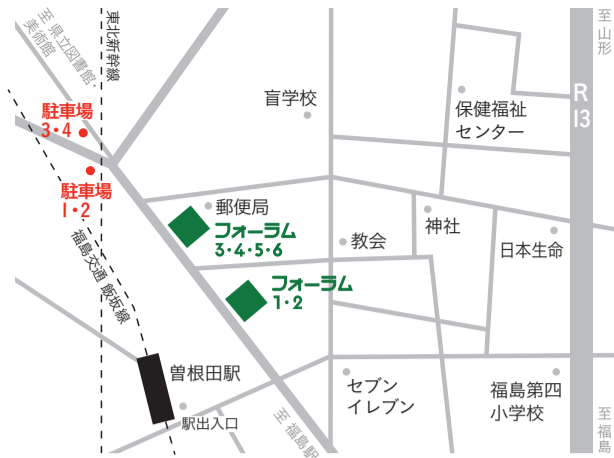 至 県立図書館・
美術館
東北新幹線
至山形
R
13
駐車場
3・4
盲学校
保健福祉
センター
駐車場
1・2
郵便局
フォーラム
3・4・5・6
教会
神社
日本生命
福島交通 飯坂線
フォーラム
1・2
曽根田駅
駅出入口
至 福島駅
セブン
イレブン
福島第四
小学校
至福島